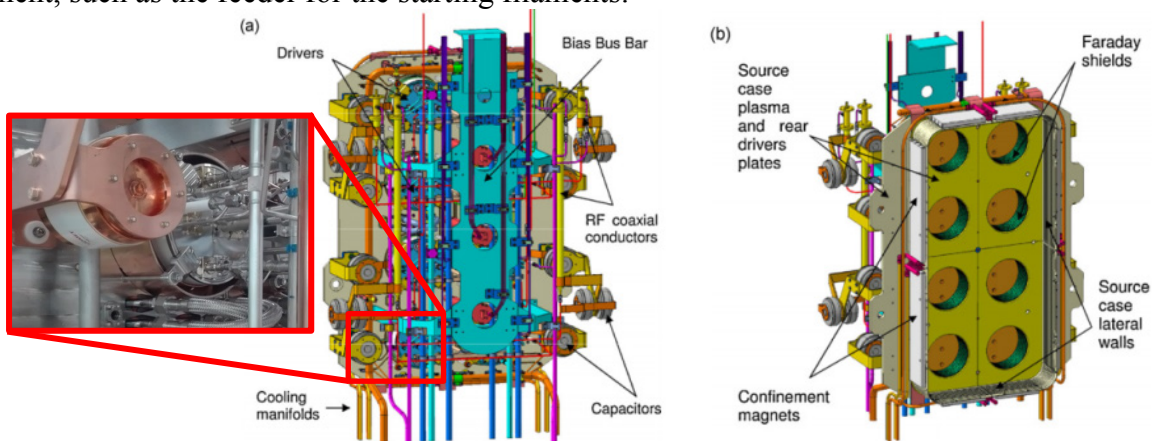 ment, such as the feeder for the starting filaments.
(a)
Drivers
Bias Bus Bar
RF coaxial
conductors
Cooling
manifolds
Capacitors
(b)
Source
case
plasma
and rear
drivers
plates
Faraday
shields
Source
case
lateral
walls
Confinement
magnets